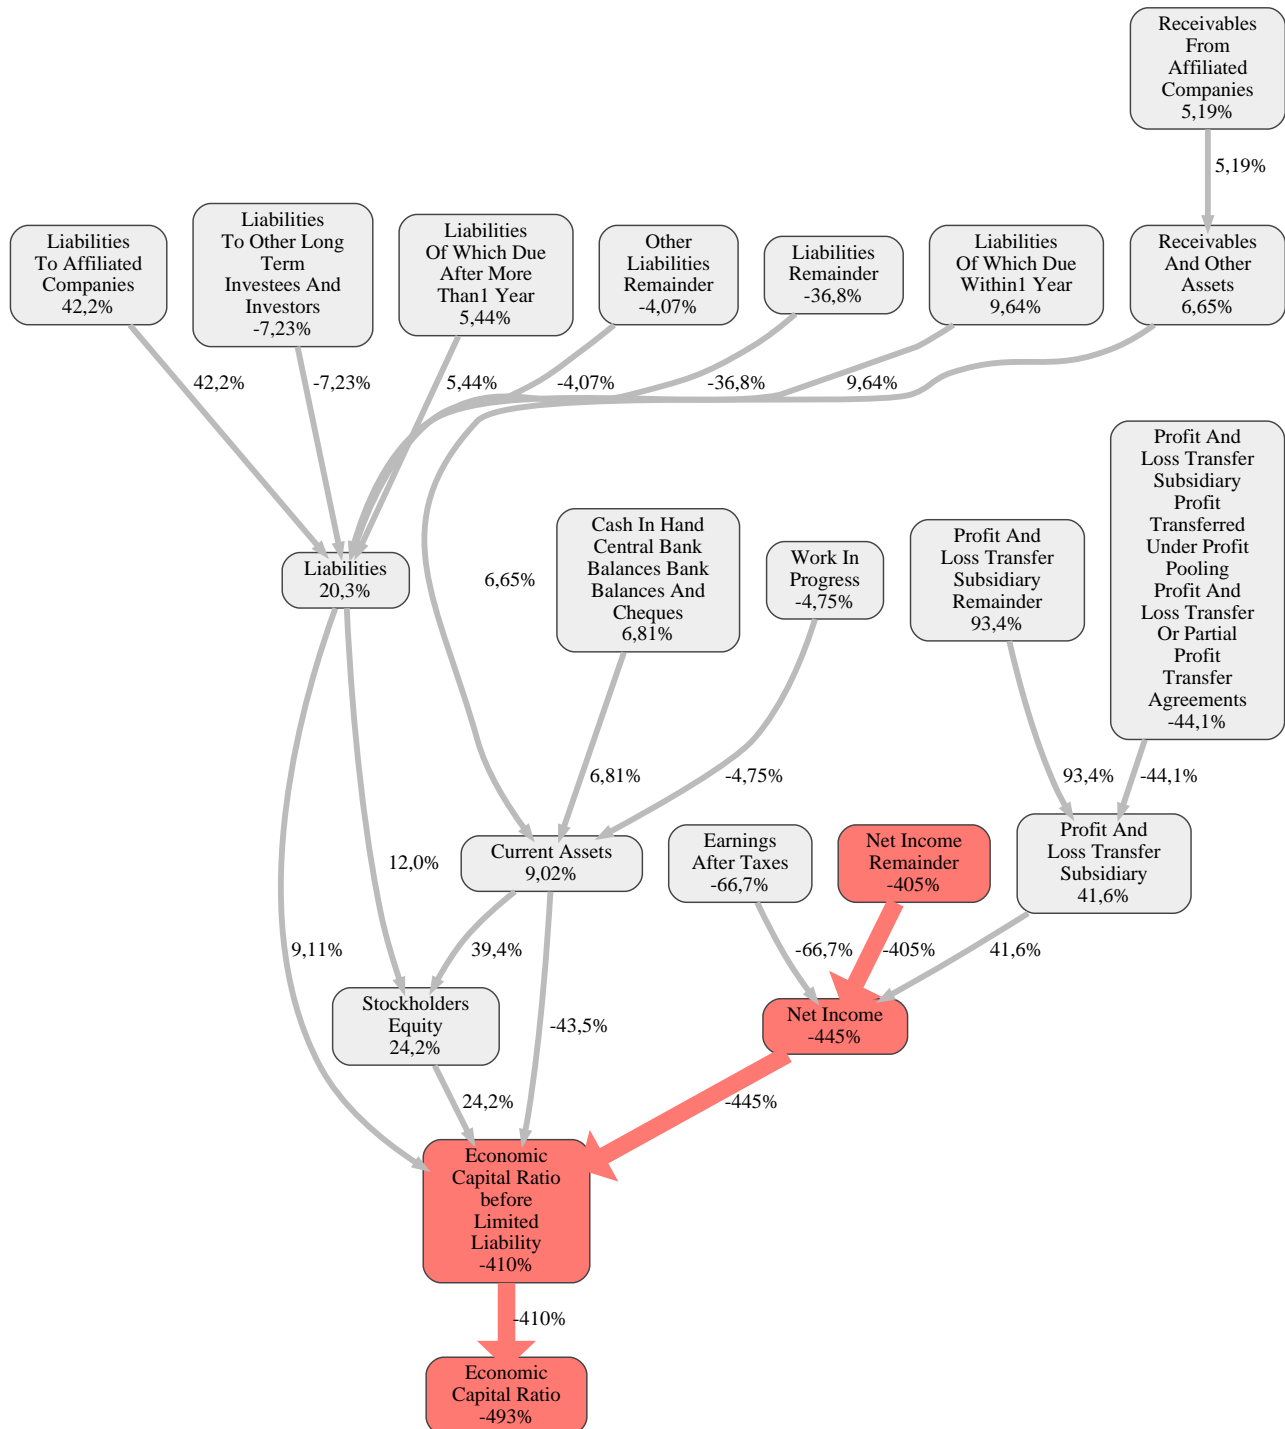 Receivables
From
Affiliated
Companies
5,19%
5,19%
Liabilities
To Affiliated
Companies
42,2%
Liabilities
To Other Long
Term
Investees And
Investors
-7,23%
Liabilities
Of Which Due
After More
Than1 Year
5,44%
Other
Liabilities
Remainder
-4,07%
Liabilities
Remainder
-36,8%
Liabilities
Of Which Due
Within1 Year
9,64%
Receivables
And Other
Assets
6,65%
42,2%
-7,23%
5,44%
-4,07%
-36,8%
9,64%
Profit And
Loss Transfer
Subsidiary
Profit
Transferred
Under Profit
Pooling
Profit And
Loss Transfer
Or Partial
Profit
Transfer
Agreements
-44,1%
Liabilities
20,3%
6,65%
Cash In Hand
Central Bank
Balances Bank
Balances And
Cheques
6,81%
Work In
Progress
-4,75%
Profit And
Loss Transfer
Subsidiary
Remainder
93,4%
6,81%
-4,75%
93,4%
-44,1%
12,0%
Current Assets
9,02%
Earnings
After Taxes
-66,7%
Net Income
Remainder
-405%
Profit And
Loss Transfer
Subsidiary
41,6%
9,11%
39,4%
-66,7%
-405%
41,6%
Stockholders
Equity
24,2%
-43,5%
Net Income
-445%
24,2%
-445%
Economic
Capital Ratio
before
Limited
Liability
-410%
-410%
Economic
Capital Ratio
-493%